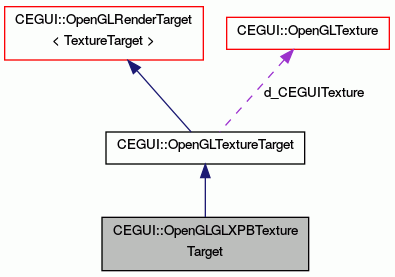 CEGUI::OpenGLRenderTarget
< TextureTarget >
CEGUI::OpenGLTexture
d_CEGUITexture
CEGUI::OpenGLTextureTarget
CEGUI::OpenGLGLXPBTexture
Target